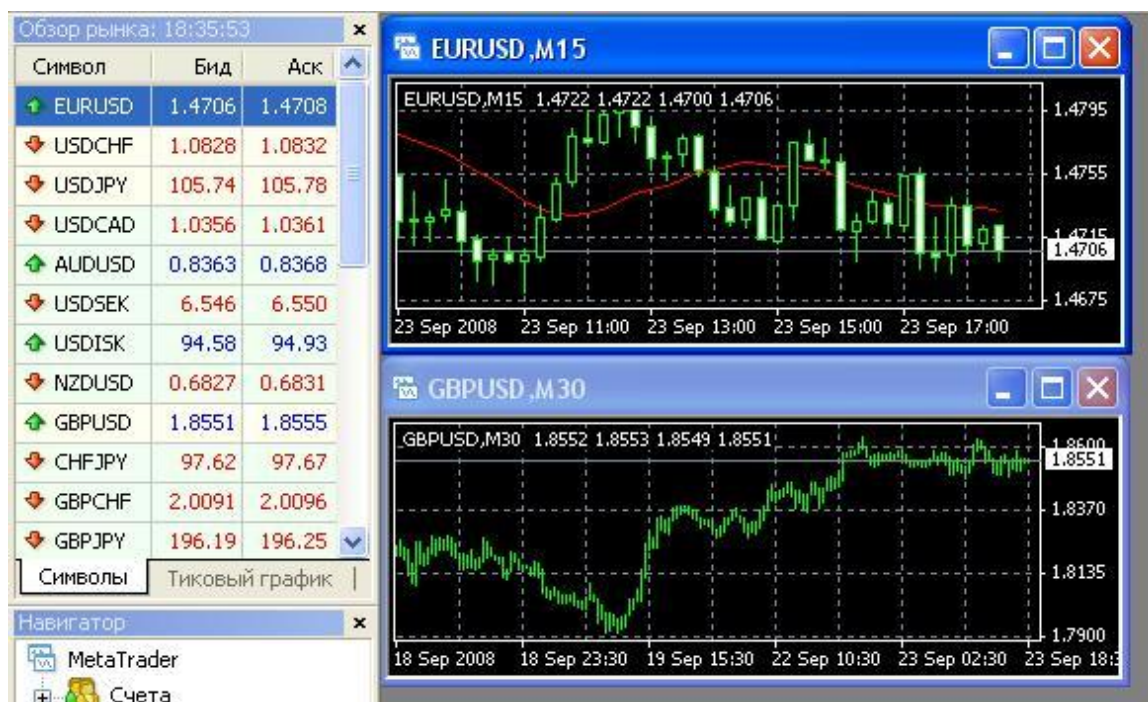 Обзор рынка: 18:35:53
Символ Бид Аск
EURUSD 1.4706 1.4708
USDCHF 1.0828 1.0832
USDJPY 105.74 105.78
USDCAD 1.0356 1.0361
AUDUSD 0.8363 0.8368
USDSEK 6.546 6.550
USDISK 94.58 94.93
NZDUSD 0.6827 0.6831
GBPUSD 1.8551 1.8555
CHFJPY 97.62 97.67
GBPCHF 2.0091 2.0096
GBPJPY 196.19 196.25
Символы Тиковый график
Навигатор
MetaTrader
Счета
EURUSD,M15
EURUSD,M15 1.4722 1.4722 1.4700 1.4706
1.4795
1.4755
1.4715
1.4706
1.4675
23 Sep 2008 23 Sep 11:00 23 Sep 13:00 23 Sep 15:00 23 Sep 17:00
GBPUSD,M30
GBPUSD,M30 1.8552 1.8553 1.8549 1.8551
1.8600
1.8551
1.8370
1.8135
1.7900
18 Sep 2008 18 Sep 23:30 19 Sep 15:30 22 Sep 10:30 23 Sep 02:30 23 Sep 18:3